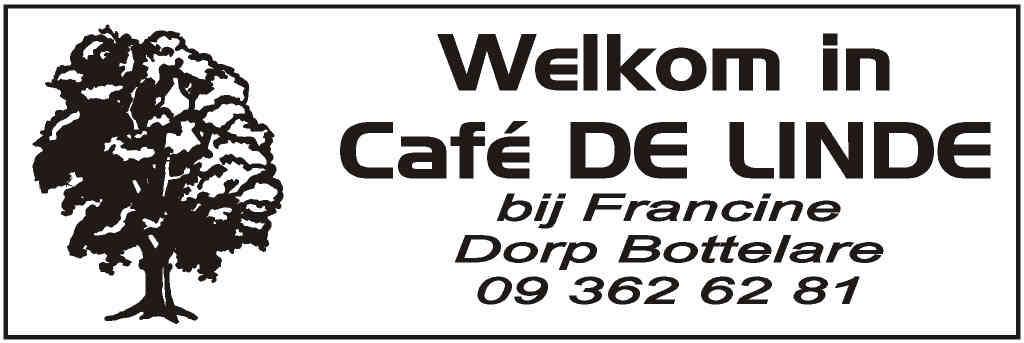 Welkom in
Café DE LINDE
bij Francine
Dorp Bottelare
09 362 62 81